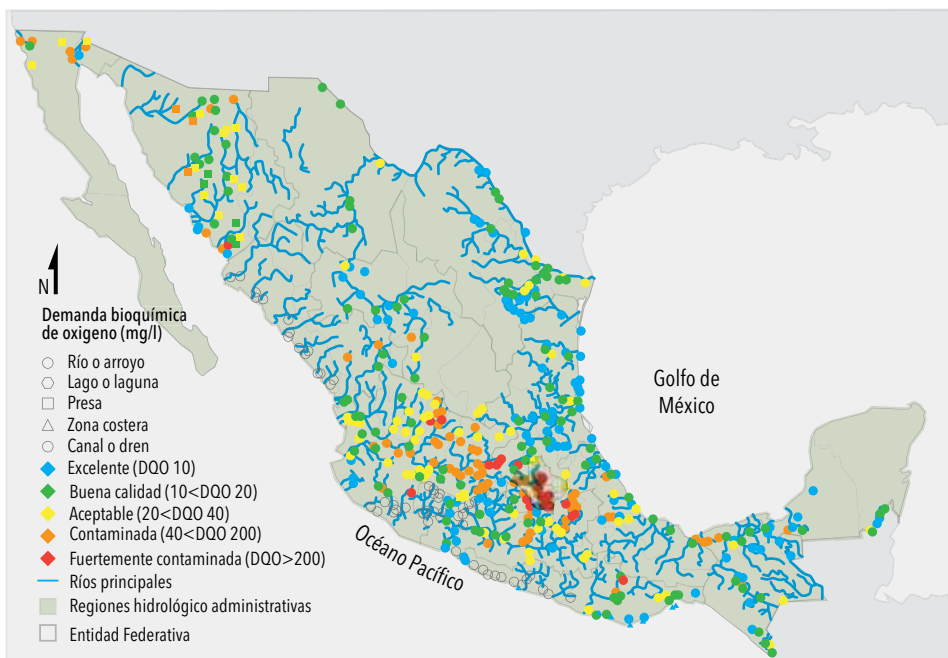 N
Demanda bioquímica
de oxigeno (mg/l)
Río o arroyo
Lago o laguna
Presa
Zona costera
Canal o dren
Excelente (DQO 10)
Buena calidad (10<DQO 20)
Aceptable (20<DQO 40)
Contaminada (40<DQO 200)
Fuertemente contaminada (DQO>200)
Ríos principales
Regiones hidrológico administrativas
Entidad Federativa
Golfo de
México
Océano Pacífico